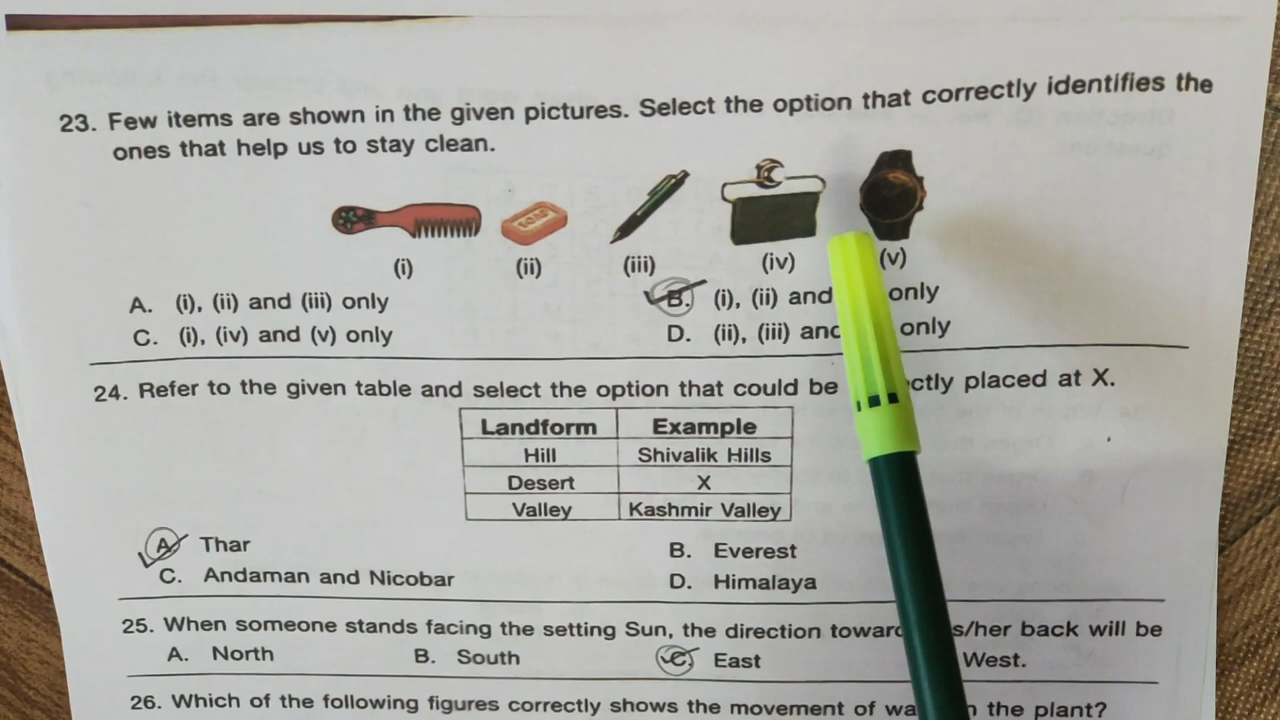 23. Few items are shown in the given pictures. Select the option that correctly identifies the
ones that help us to stay clean.
SOAP
(i) (ii) (iii) (iv) (v)
A. (i), (ii) and (iii) only B. (i), (ii) and only
C. (i), (iv) and (v) only D. (ii), (iii) and only
24. Refer to the given table and select the option that could be placed at X.
Landform Example
Hill Shivalik Hills
Desert X
Valley Kashmir Valley
A. Thar B. Everest
C. Andaman and Nicobar D. Himalaya
25. When someone stands facing the setting Sun, the direction back will be
A. North B. South C. East West.
26. Which of the following figures correctly shows the movement of the plant?